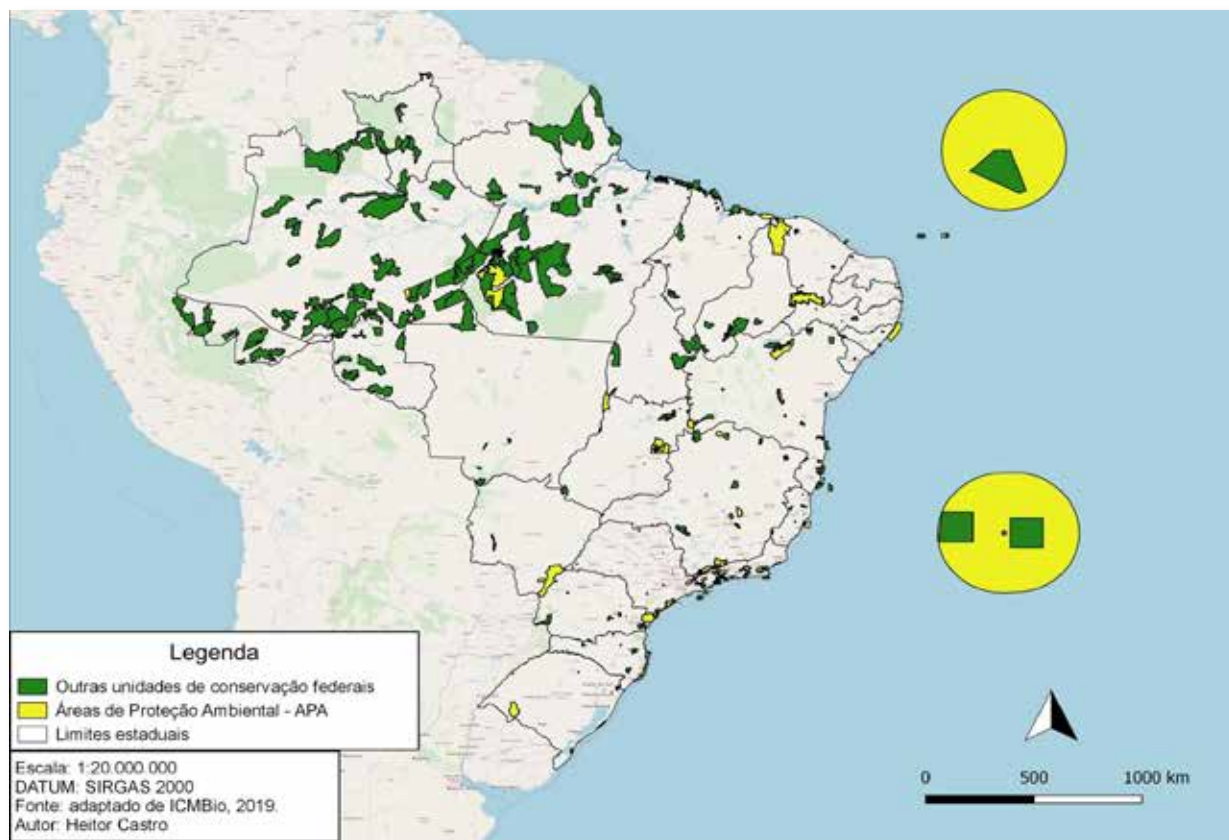 Legenda
Outras unidades de conservação federais
Áreas de Proteção Ambiental - APA
Limites estaduais
Escala: 1:20.000.000
DATUM: SIRGAS 2000
Fonte: adaptado de ICMBio, 2019.
Autor: Heitor Castro
0 500 1000 km